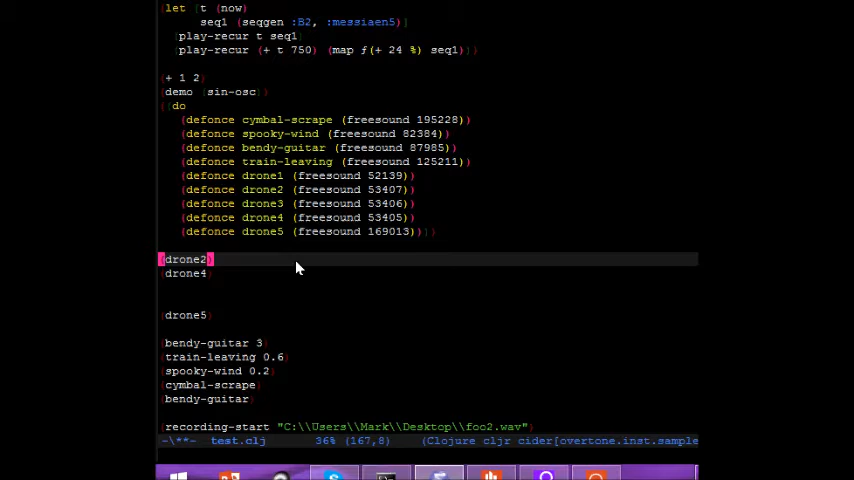 (let [t (now)
seq1 (seqgen :B2, :messiaen5)]
(play-recur t seq1)
(play-recur (+ t 750) (map ƒ(+ 24 %) seq1)))
(+ 1 2)
(demo (sin-osc))
((do
(defonce cymbal-scrape (freesound 195228))
(defonce spooky-wind (freesound 82384))
(defonce bendy-guitar (freesound 87985))
(defonce train-leaving (freesound 125211))
(defonce drone1 (freesound 52139))
(defonce drone2 (freesound 53407))
(defonce drone3 (freesound 53406))
(defonce drone4 (freesound 53405))
(defonce drone5 (freesound 169013))))
(drone2)
(drone4)
(drone5)
(bendy-guitar 3)
(train-leaving 0.6)
(spooky-wind 0.2)
(cymbal-scrape)
(bendy-guitar)
(recording-start "C:\\Users\\Mark\\Desktop\\foo2.wav")
-\**- test.clj 36% (167,8) (Clojure cljr cider[overtone.inst.sample